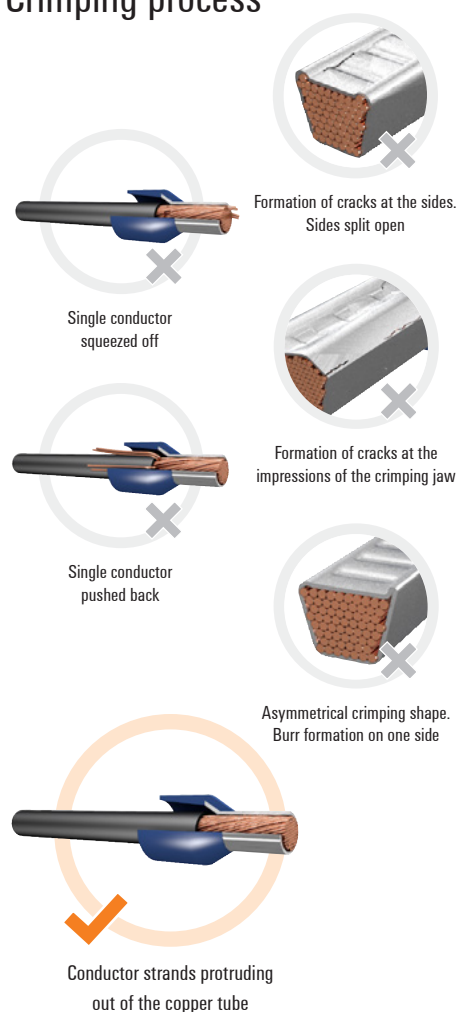 Crimping process
Formation of cracks at the sides.
Sides split open
Single conductor
squeezed off
Formation of cracks at the
impressions of the crimping jaw
Single conductor
pushed back
Asymmetrical crimping shape.
Burr formation on one side
Conductor strands protruding
out of the copper tube